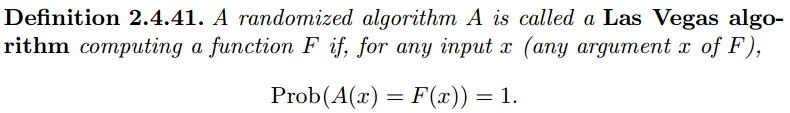 Definition 2.4.41. A randomized algorithm A is called a Las Vegas algo-
rithm computing a function F if, for any input x (any argument x of F),
Prob(A(x) = F(x)) = 1.